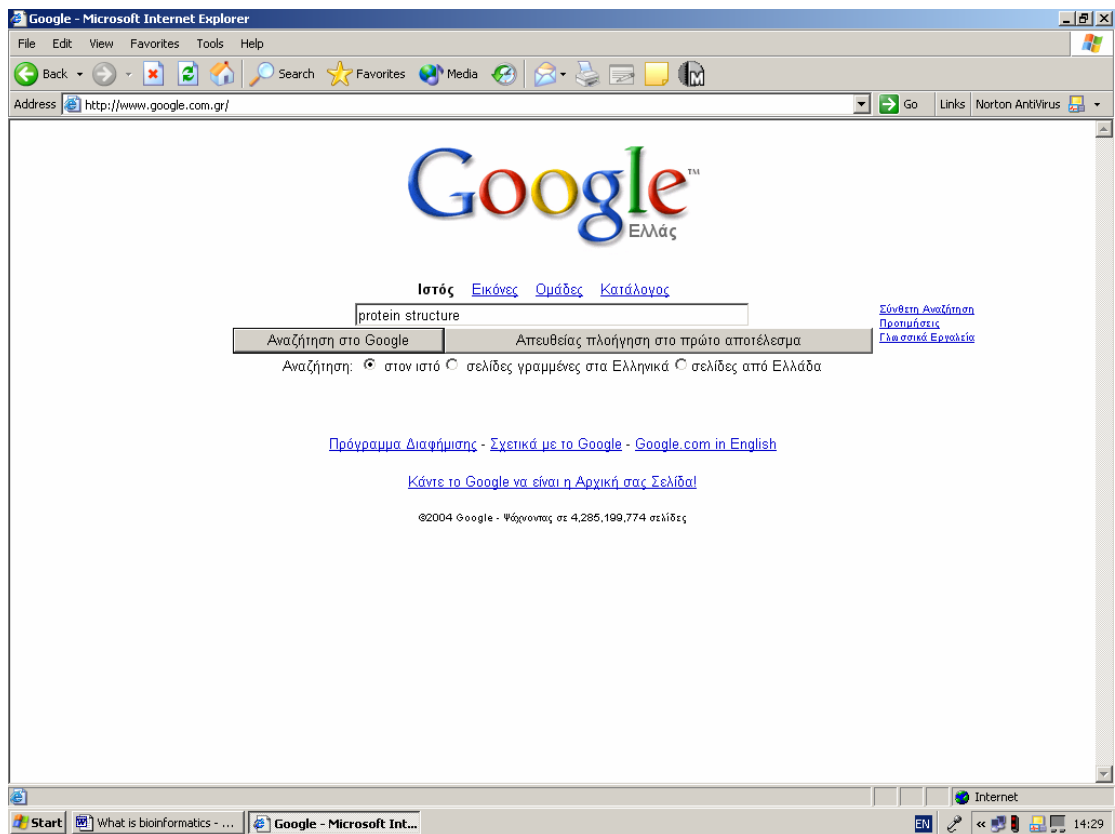 Google - Microsoft Internet Explorer
File Edit View Favorites Tools Help
Back Search Favorites Media
Address http://www.google.com.gr/ Go Links Norton AntiVirus
Google™
Ελλάς
Ιστός Εικόνες Ομάδες Κατάλογος
protein structure
Σύνθετη Αναζήτηση
Προτιμήσεις
Γλωσσικά Εργαλεία
Αναζήτηση στο Google Απευθείας πλοήγηση στο πρώτο αποτέλεσμα
Αναζήτηση: στον ιστό σελίδες γραμμένες στα Ελληνικά σελίδες από Ελλάδα
Πρόγραμμα Διαφήμισης - Σχετικά με το Google - Google.com in English
Κάντε το Google να είναι η Αρχική σας Σελίδα!
©2004 Google - Ψάχνοντας σε 4,285,199,774 σελίδες
Internet
Start What is bioinformatics - ... Google - Microsoft Int... EN « 14:29